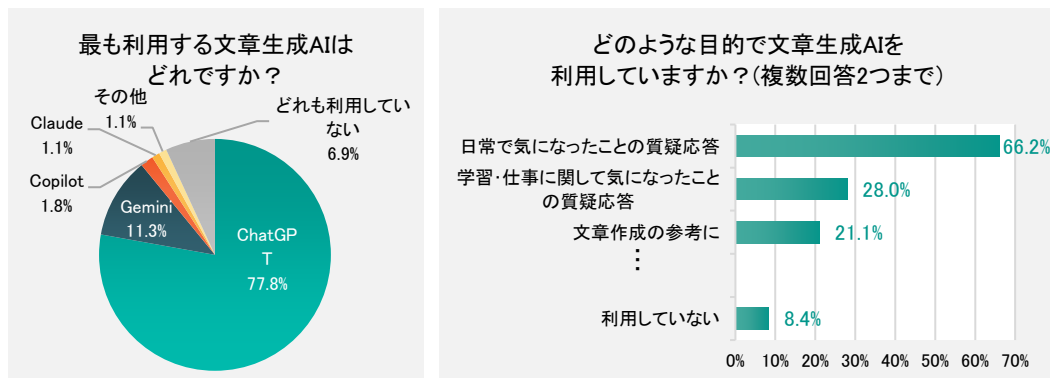 最も利用する文章生成AIは
どれですか？
その他
1.1%
どれも利用してい
ない
6.9%
Claude
1.1%
Copilot
1.8%
Gemini
11.3%
ChatGP
T
77.8%
どのような目的で文章生成AIを
利用していますか？（複数回答2つまで）
日常で気になったことの質疑応答
66.2%
学習・仕事に関して気になったこと
の質疑応答
28.0%
文章作成の参考に
21.1%
⋮
利用していない
8.4%
0% 10% 20% 30% 40% 50% 60% 70%